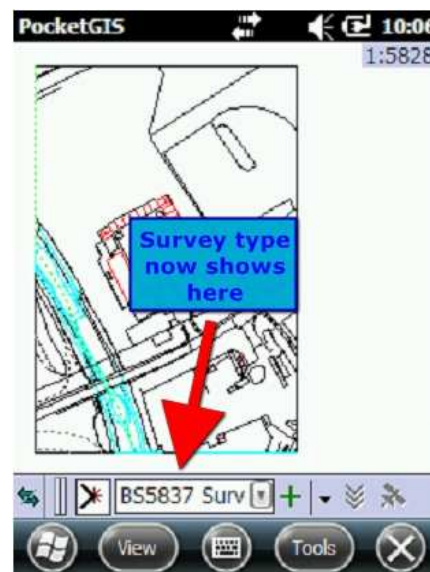 PocketGIS 10:06
1:5828
Survey type
now shows
here
BS5837 Surv
View Tools